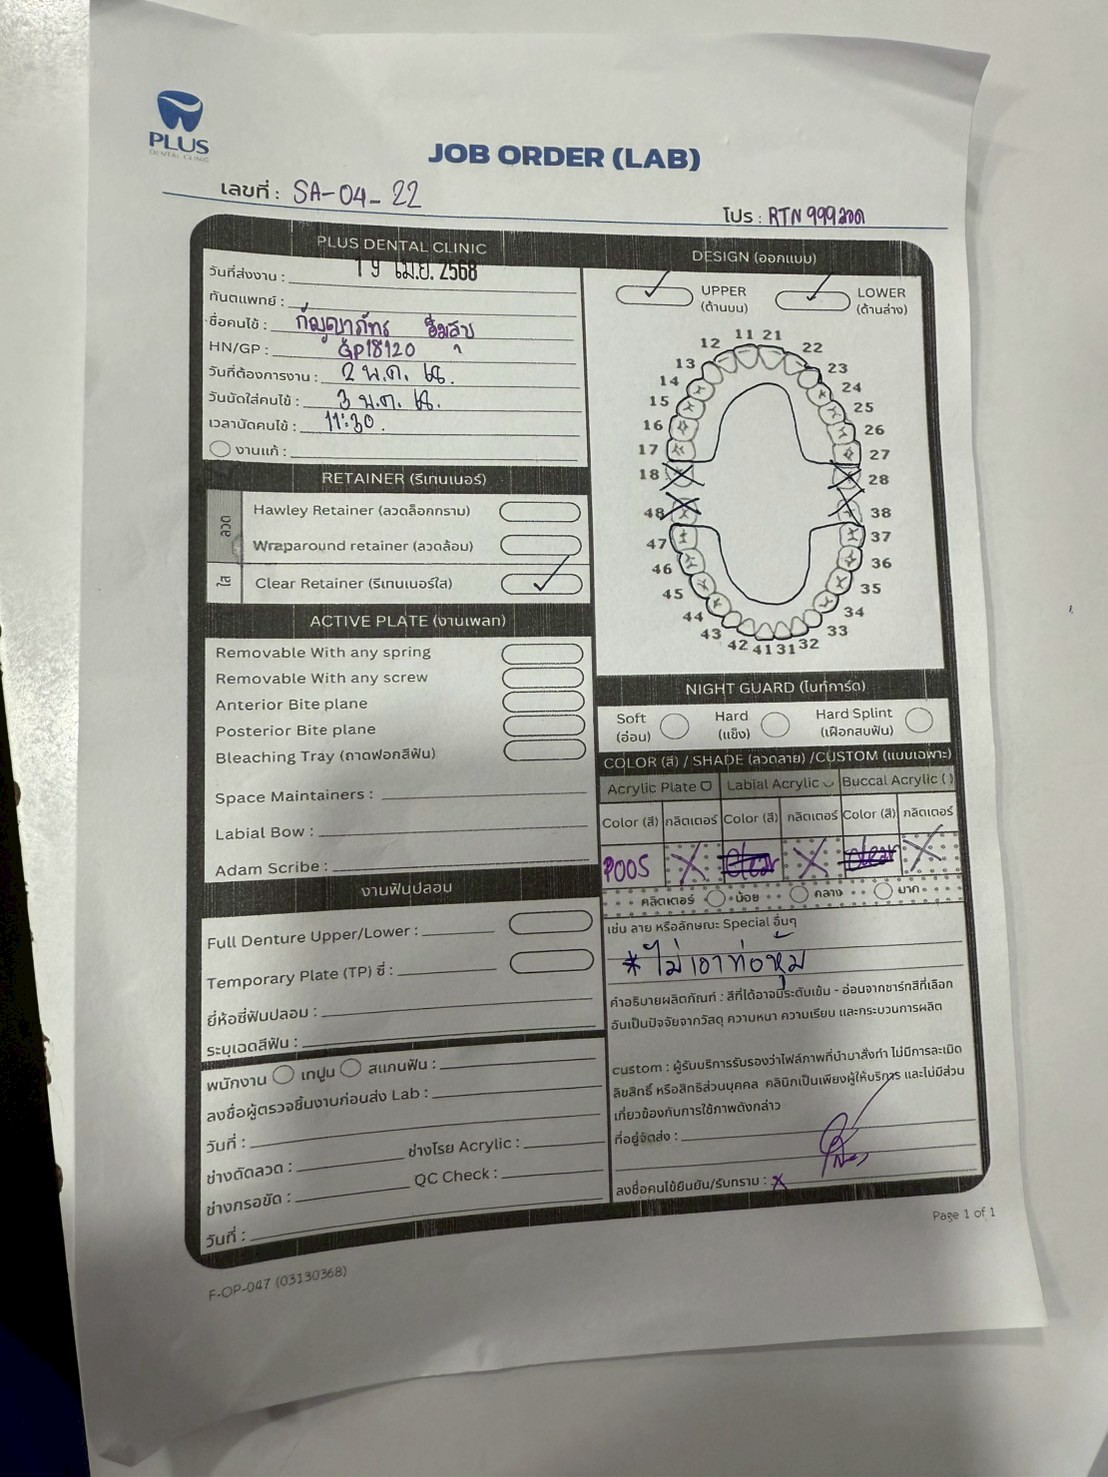 PLUS
DENTAL CLINIC
JOB ORDER (LAB)
เลขที่ : SA-04-22
โปร : RTN 999 ลวด
PLUS DENTAL CLINIC
วันที่ส่งงาน : 19 เม.ย. 2568
ทันตแพทย์ :
ชื่อคนไข้ : กัญญาภัทร อิ่มสุข
HN/GP : GP18120
วันที่ต้องการงาน : 2 พ.ค. 68.
วันนัดใส่คนไข้ : 3 พ.ค. 68.
เวลานัดคนไข้ : 11:30.
งานแก้ :
RETAINER (รีเทนเนอร์)
ลวด
Hawley Retainer (ลวดล็อกกราม)
Wraparound retainer (ลวดล้อม)
ใส
Clear Retainer (รีเทนเนอร์ใส)
ACTIVE PLATE (งานเพลท)
Removable With any spring
Removable With any screw
Anterior Bite plane
Posterior Bite plane
Bleaching Tray (ถาดฟอกสีฟัน)
Space Maintainers :
Labial Bow :
Adam Scribe :
งานฟันปลอม
Full Denture Upper/Lower :
Temporary Plate (TP) ซี่ :
ยี่ห้อซี่ฟันปลอม :
ระบุเฉดสีฟัน :
พนักงาน เทปูน สแกนฟัน :
ลงชื่อผู้ตรวจชิ้นงานก่อนส่ง Lab :
วันที่ :
ช่างดัดลวด : ช่างโรย Acrylic :
ช่างกรอขัด : QC Check :
วันที่ :
DESIGN (ออกแบบ)
UPPER (ด้านบน) LOWER (ด้านล่าง)
11 21
12 22
13 23
14 24
15 25
16 26
17 27
18 28
48 38
47 37
46 36
45 35
44 34
43 33
42 41 31 32
NIGHT GUARD (ไนท์การ์ด)
Soft (อ่อน) Hard (แข็ง) Hard Splint (เฝือกสบฟัน)
COLOR (สี) / SHADE (ลวดลาย) /CUSTOM (แบบเฉพาะ)
Acrylic Plate Labial Acrylic Buccal Acrylic ( )
Color (สี) กลิตเตอร์ Color (สี) กลิตเตอร์ Color (สี) กลิตเตอร์
P005 X Clear X Clear X
คลิตเตอร์ น้อย กลาง มาก
เช่น ลาย หรือลักษณะ Special อื่นๆ
* ไม่เอาท่อหุ้ม
คำอธิบายผลิตภัณฑ์ : สีที่ได้อาจมีระดับเข้ม - อ่อนจากชาร์ทสีที่เลือก
อันเป็นปัจจัยจากวัสดุ ความหนา ความเรียบ และกระบวนการผลิต
custom : ผู้รับบริการรับรองว่าไฟล์ภาพที่นำมาสั่งทำ ไม่มีการละเมิด
ลิขสิทธิ์ หรือสิทธิส่วนบุคคล คลินิกเป็นเพียงผู้ให้บริการ และไม่มีส่วน
เกี่ยวข้องกับการใช้ภาพดังกล่าว
ที่อยู่จัดส่ง :
ลงชื่อคนไข้ยืนยัน/รับทราบ : x
Page 1 of 1
F-OP-047 (03130368)